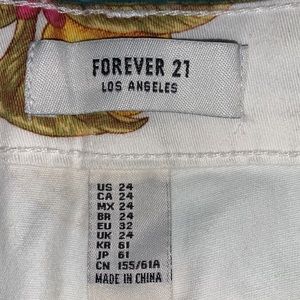 FOREVER 21
LOS ANGELES
US 24
CA 24
MX 24
BR 24
EU 32
UK 24
KR 61
JP 61
CN 155/61A
MADE IN CHINA